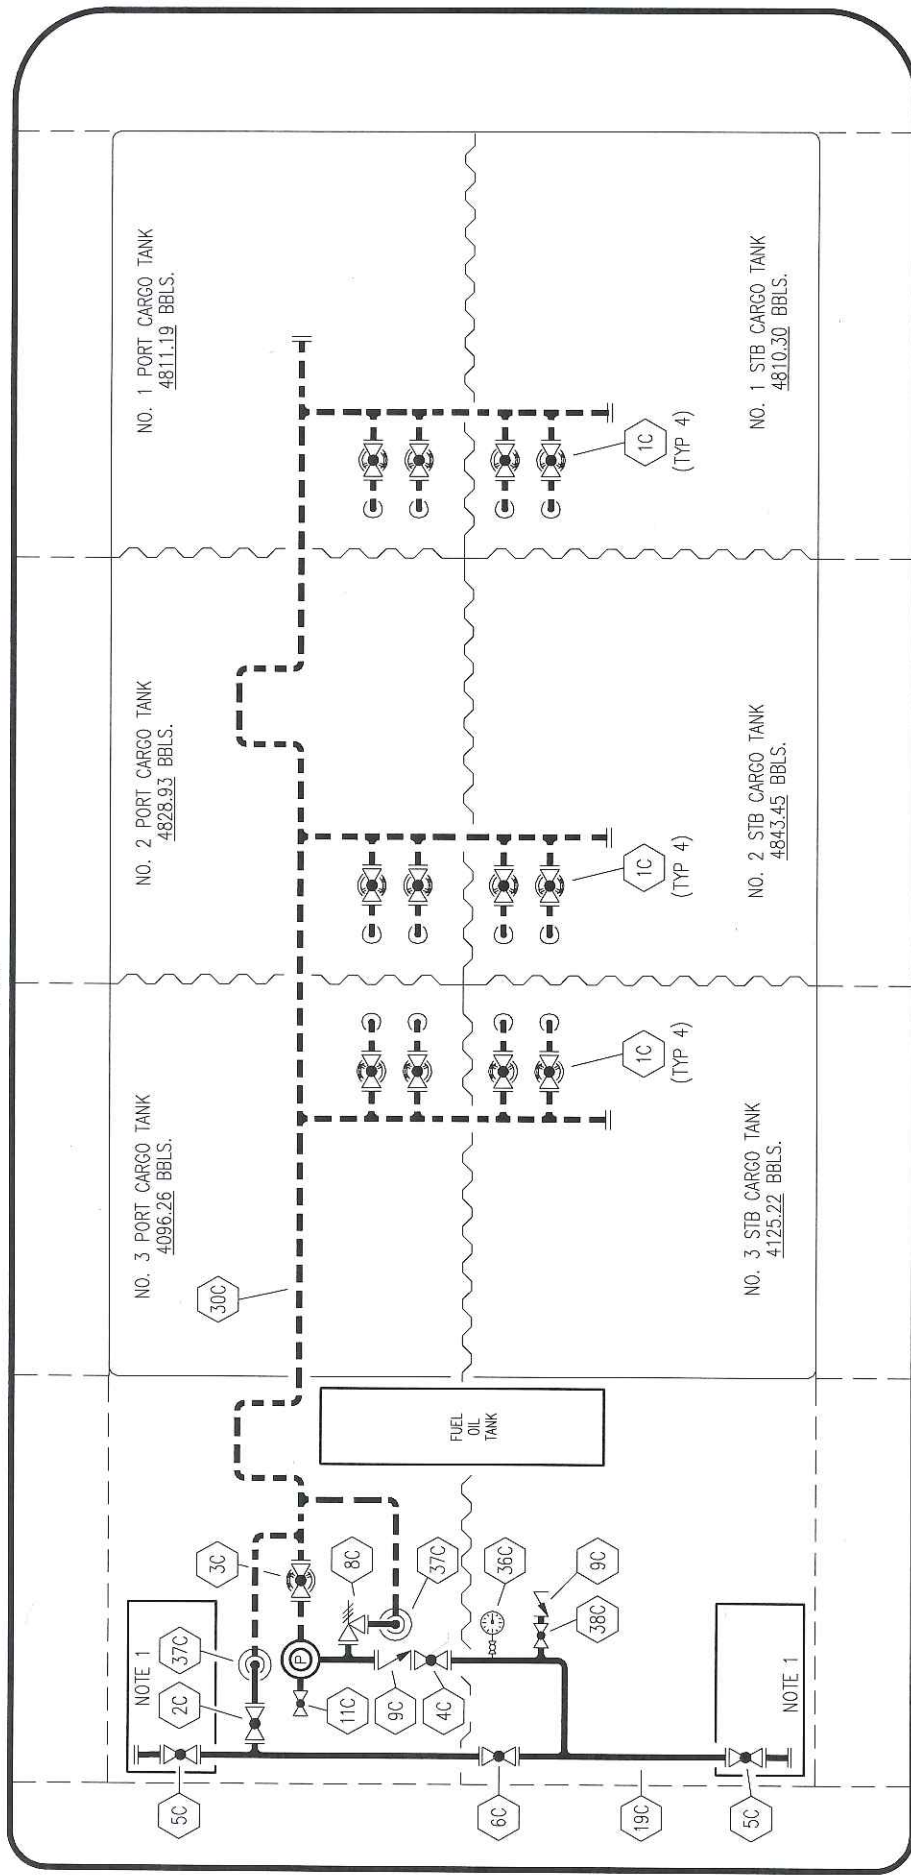 NO. 1 PORT CARGO TANK
4811.19 BBLS.
NO. 2 PORT CARGO TANK
4828.93 BBLS.
NO. 3 PORT CARGO TANK
4096.26 BBLS.
NO. 1 STB CARGO TANK
4810.30 BBLS.
NO. 2 STB CARGO TANK
4843.45 BBLS.
NO. 3 STB CARGO TANK
4125.22 BBLS.
1C
(TYP 4)
1C
(TYP 4)
1C
(TYP 4)
30C
FUEL
OIL
TANK
NOTE 1
37C
2C
5C
3C
8C
37C
P
11C
9C
4C
36C
9C
38C
6C
19C
NOTE 1
5C